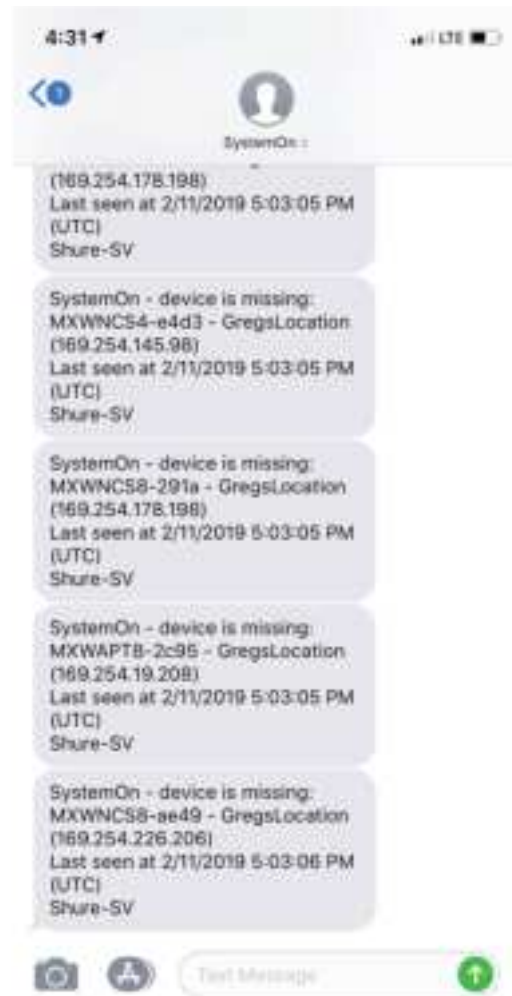 4:31
LTE
1
SystemOn
(169.254.178.198)
Last seen at 2/11/2019 5:03:05 PM
(UTC)
Shure-SV
SystemOn - device is missing:
MXWNCS4-e4d3 - GregsLocation
(169.254.145.98)
Last seen at 2/11/2019 5:03:05 PM
(UTC)
Shure-SV
SystemOn - device is missing:
MXWNCS8-291a - GregsLocation
(169.254.178.198)
Last seen at 2/11/2019 5:03:05 PM
(UTC)
Shure-SV
SystemOn - device is missing:
MXWAPT8-2c95 - GregsLocation
(169.254.19.208)
Last seen at 2/11/2019 5:03:05 PM
(UTC)
Shure-SV
SystemOn - device is missing:
MXWNCS8-ae49 - GregsLocation
(169.254.226.206)
Last seen at 2/11/2019 5:03:06 PM
(UTC)
Shure-SV
Text Message